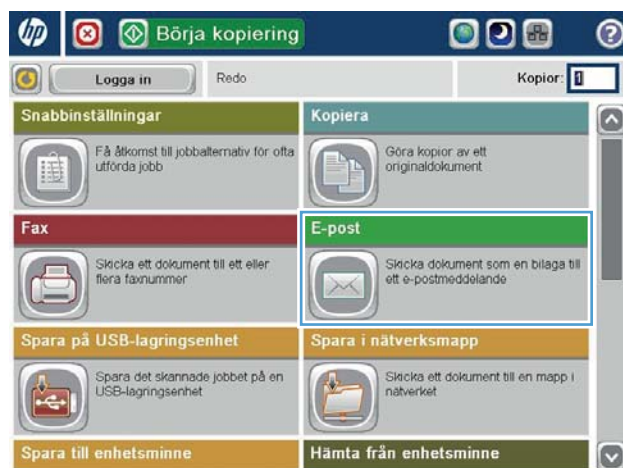 hp
Börja kopiering
?
Logga in
Redo
Kopior: 1
Snabbinställningar
Få åtkomst till jobbalternativ för ofta
utförda jobb
Kopiera
Göra kopior av ett
originaldokument
Fax
Skicka ett dokument till ett eller
flera faxnummer
E-post
Skicka dokument som en bilaga till
ett e-postmeddelande
Spara på USB-lagringsenhet
Spara det skannade jobbet på en
USB-lagringsenhet
Spara i nätverksmapp
Skicka ett dokument till en mapp i
nätverket
Spara till enhetsminne
Hämta från enhetsminne